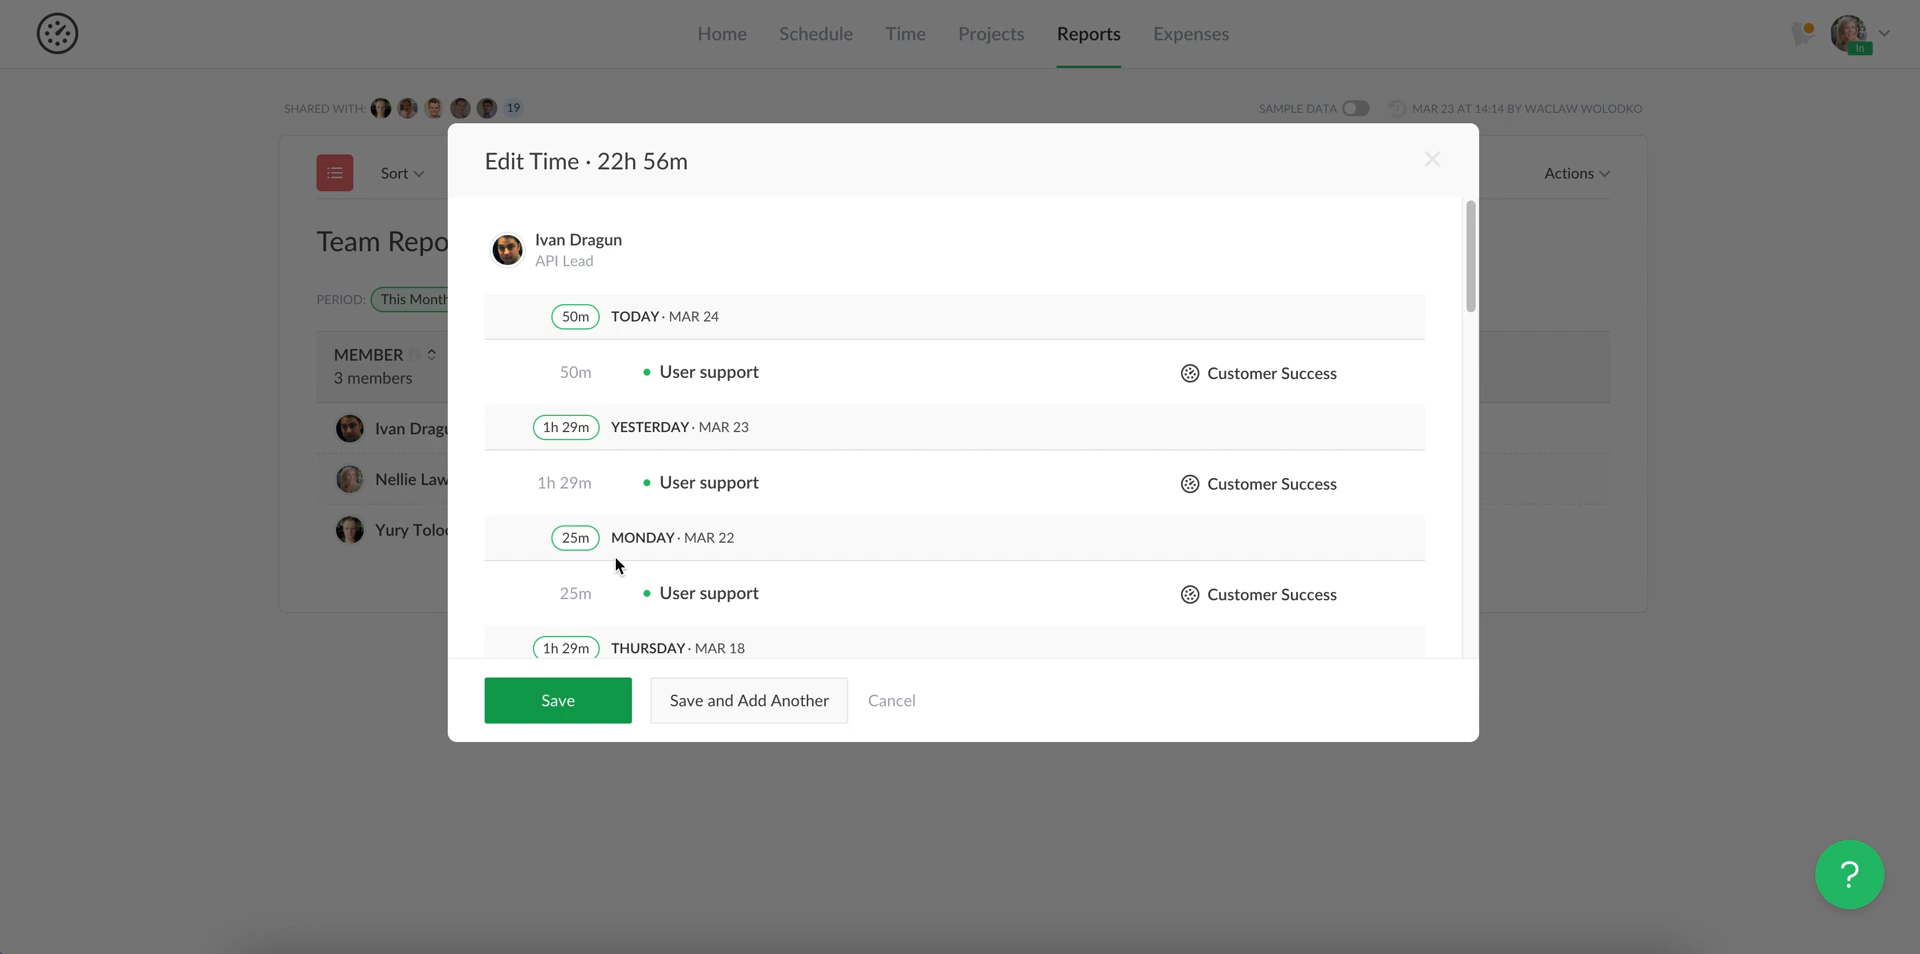 Home Schedule Time Projects Reports Expenses
In
SHARED WITH: 19
SAMPLE DATA MAR 23 AT 14:14 BY WACLAW WOLODKO
Sort
Actions
Team Repo
PERIOD: This Month
MEMBER
3 members
Ivan Dragu
Nellie Law
Yury Toloc
Edit Time · 22h 56m
Ivan Dragun
API Lead
50m TODAY · MAR 24
50m User support Customer Success
1h 29m YESTERDAY · MAR 23
1h 29m User support Customer Success
25m MONDAY · MAR 22
25m User support Customer Success
1h 29m THURSDAY · MAR 18
Save Save and Add Another Cancel
?